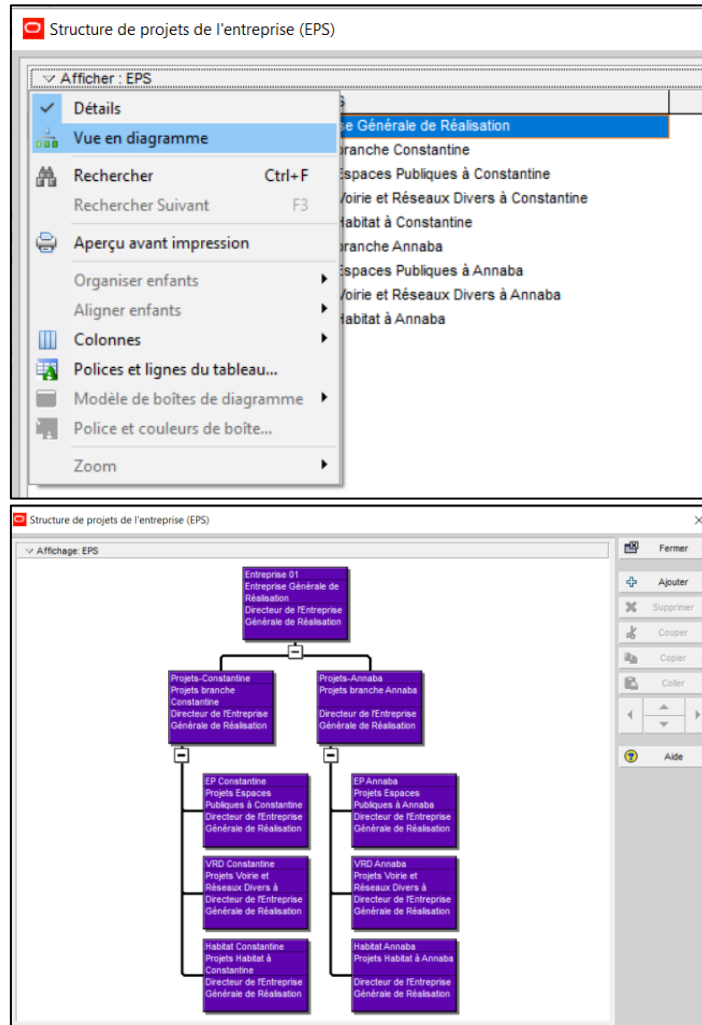 Structure de projets de l'entreprise (EPS)
Afficher : EPS
Détails
Vue en diagramme
Rechercher Ctrl+F
Rechercher Suivant F3
Aperçu avant impression
Organiser enfants
Aligner enfants
Colonnes
Polices et lignes du tableau...
Modèle de boîtes de diagramme
Police et couleurs de boîte...
Zoom
se Générale de Réalisation
branche Constantine
Espaces Publiques à Constantine
Voirie et Réseaux Divers à Constantine
Habitat à Constantine
branche Annaba
Espaces Publiques à Annaba
Voirie et Réseaux Divers à Annaba
Habitat à Annaba
Structure de projets de l'entreprise (EPS)
Affichage: EPS
Entreprise 01
Entreprise Générale de
Réalisation
Directeur de l'Entreprise
Générale de Réalisation
Projets-Constantine
Projets branche
Constantine
Directeur de l'Entreprise
Générale de Réalisation
Projets-Annaba
Projets branche Annaba
Directeur de l'Entreprise
Générale de Réalisation
EP Constantine
Projets Espaces
Publiques à Constantine
Directeur de l'Entreprise
Générale de Réalisation
EP Annaba
Projets Espaces
Publiques à Annaba
Directeur de l'Entreprise
Générale de Réalisation
VRD Constantine
Projets Voirie et
Réseaux Divers à
Directeur de l'Entreprise
Générale de Réalisation
VRD Annaba
Projets Voirie et
Réseaux Divers à
Directeur de l'Entreprise
Générale de Réalisation
Habitat Constantine
Projets Habitat à
Constantine
Directeur de l'Entreprise
Générale de Réalisation
Habitat Annaba
Projets Habitat à Annaba
Directeur de l'Entreprise
Générale de Réalisation
Fermer
Ajouter
Supprimer
Couper
Copier
Coller
Aide